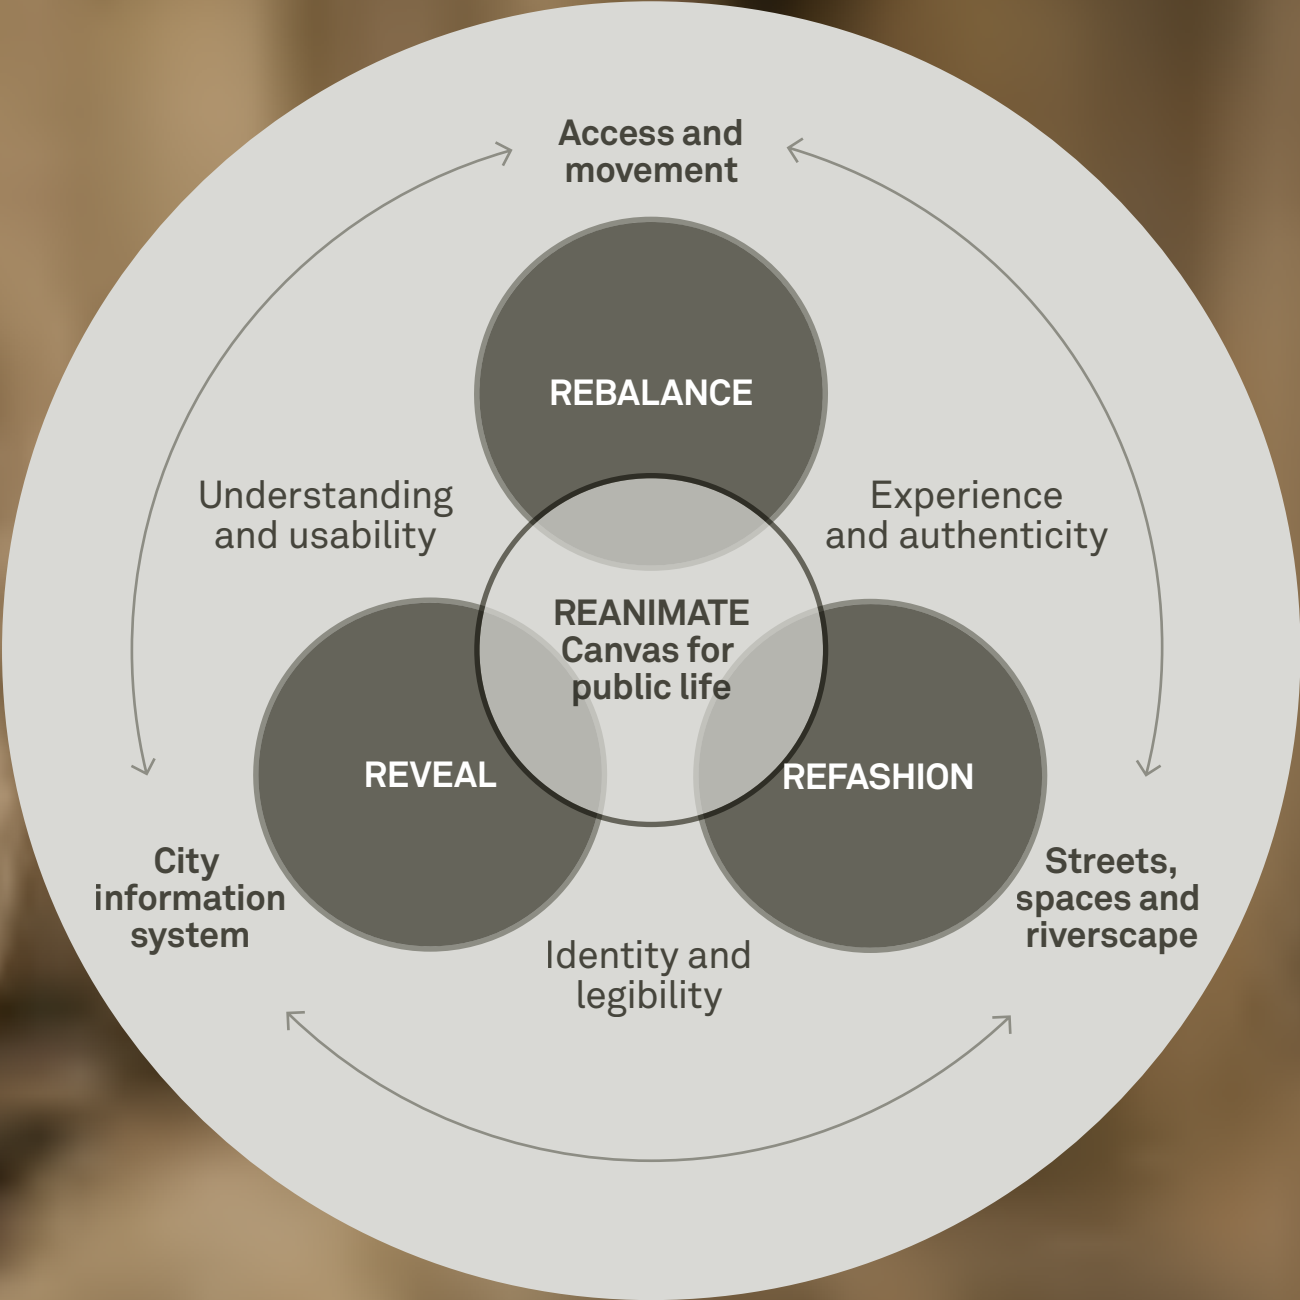 Access and
movement
REBALANCE
Understanding
and usability
Experience
and authenticity
REANIMATE
Canvas for
public life
REVEAL
REFASHION
City
information
system
Streets,
spaces and
riverscape
Identity and
legibility